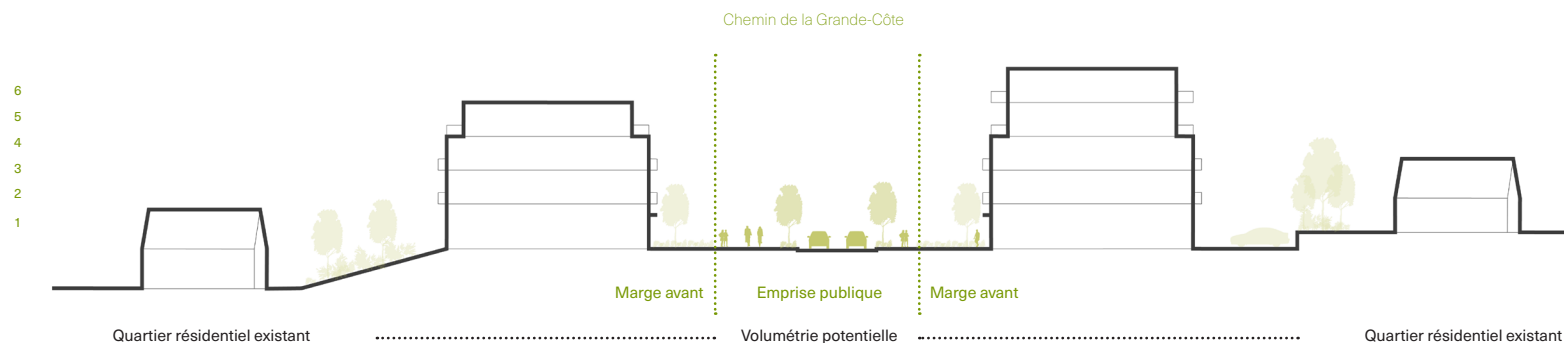 Chemin de la Grande-Côte
6
5
4
3
2
1
Marge avant
Emprise publique
Marge avant
Quartier résidentiel existant
Volumétrie potentielle
Quartier résidentiel existant